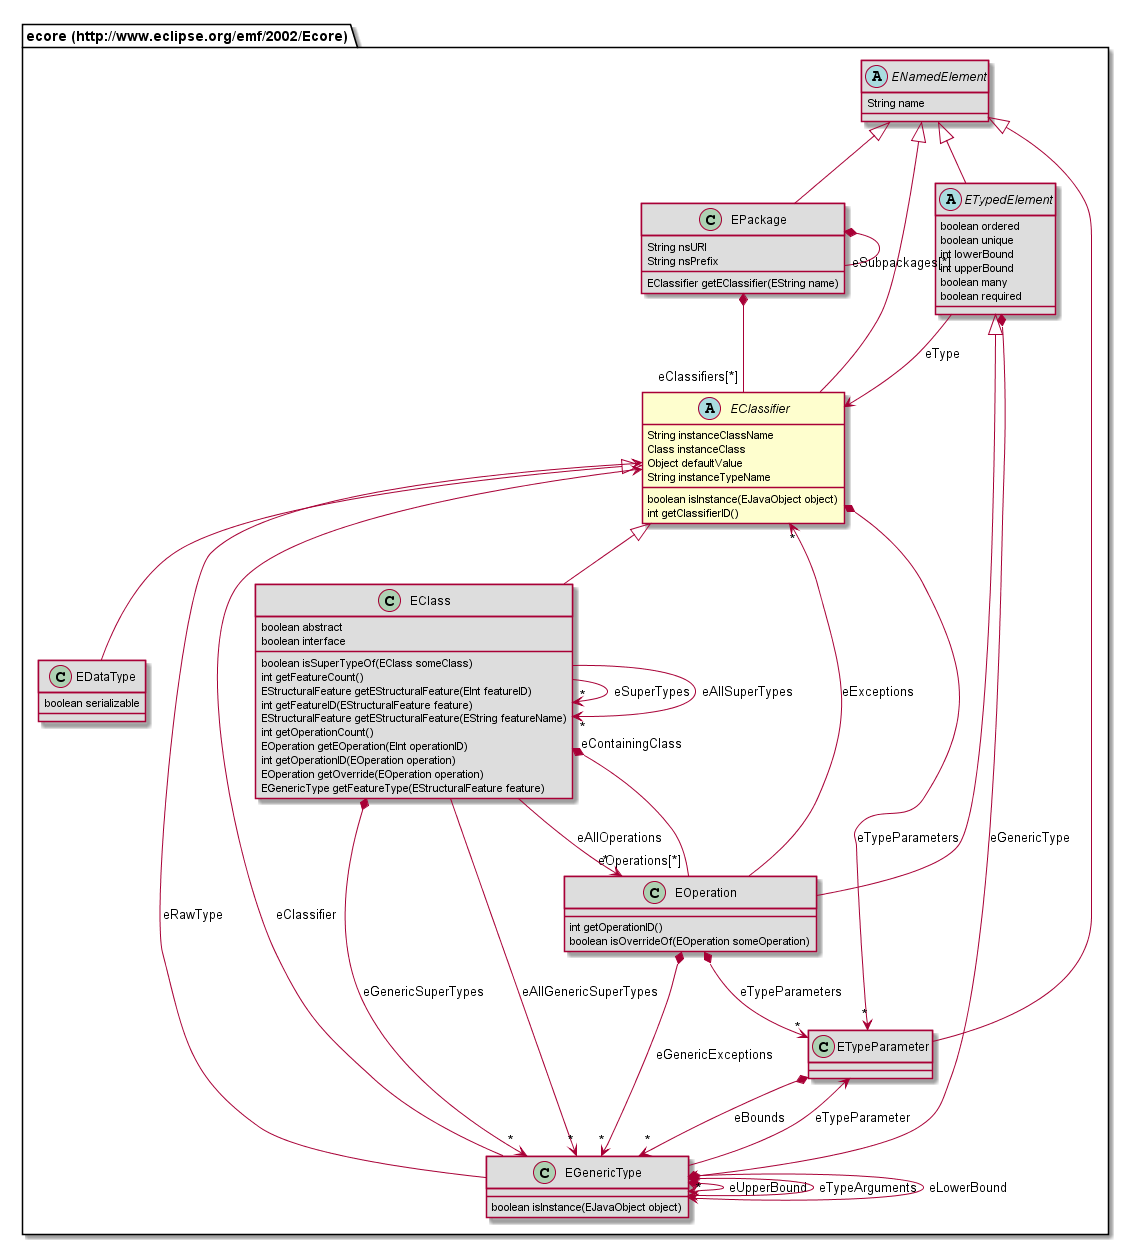 ecore (http://www.eclipse.org/emf/2002/Ecore)
A ENamedElement
String name
A ETypedElement
boolean ordered
boolean unique
int lowerBound
int upperBound
boolean many
boolean required
C EPackage
String nsURI
String nsPrefix
EClassifier getEClassifier(EString name)
eSubpackages[*]
eType
eClassifiers[*]
A EClassifier
String instanceClassName
Class instanceClass
Object defaultValue
String instanceTypeName
boolean isInstance(EJavaObject object)
int getClassifierID()
*
C EClass
boolean abstract
boolean interface
boolean isSuperTypeOf(EClass someClass)
int getFeatureCount()
EStructuralFeature getEStructuralFeature(EInt featureID)
int getFeatureID(EStructuralFeature feature)
EStructuralFeature getEStructuralFeature(EString featureName)
int getOperationCount()
EOperation getEOperation(EInt operationID)
int getOperationID(EOperation operation)
EOperation getOverride(EOperation operation)
EGenericType getFeatureType(EStructuralFeature feature)
C EDataType
boolean serializable
*
eSuperTypes
eAllSuperTypes
*
eExceptions
eContainingClass
eAllOperations
*
eOperations[*]
eTypeParameters
eGenericType
C EOperation
int getOperationID()
boolean isOverrideOf(EOperation someOperation)
eRawType
eClassifier
eGenericSuperTypes
eAllGenericSuperTypes
eTypeParameters
*
*
eGenericExceptions
C ETypeParameter
eBounds
eTypeParameter
*
*
*
*
C EGenericType
boolean isInstance(EJavaObject object)
*
eUpperBound
eTypeArguments
eLowerBound